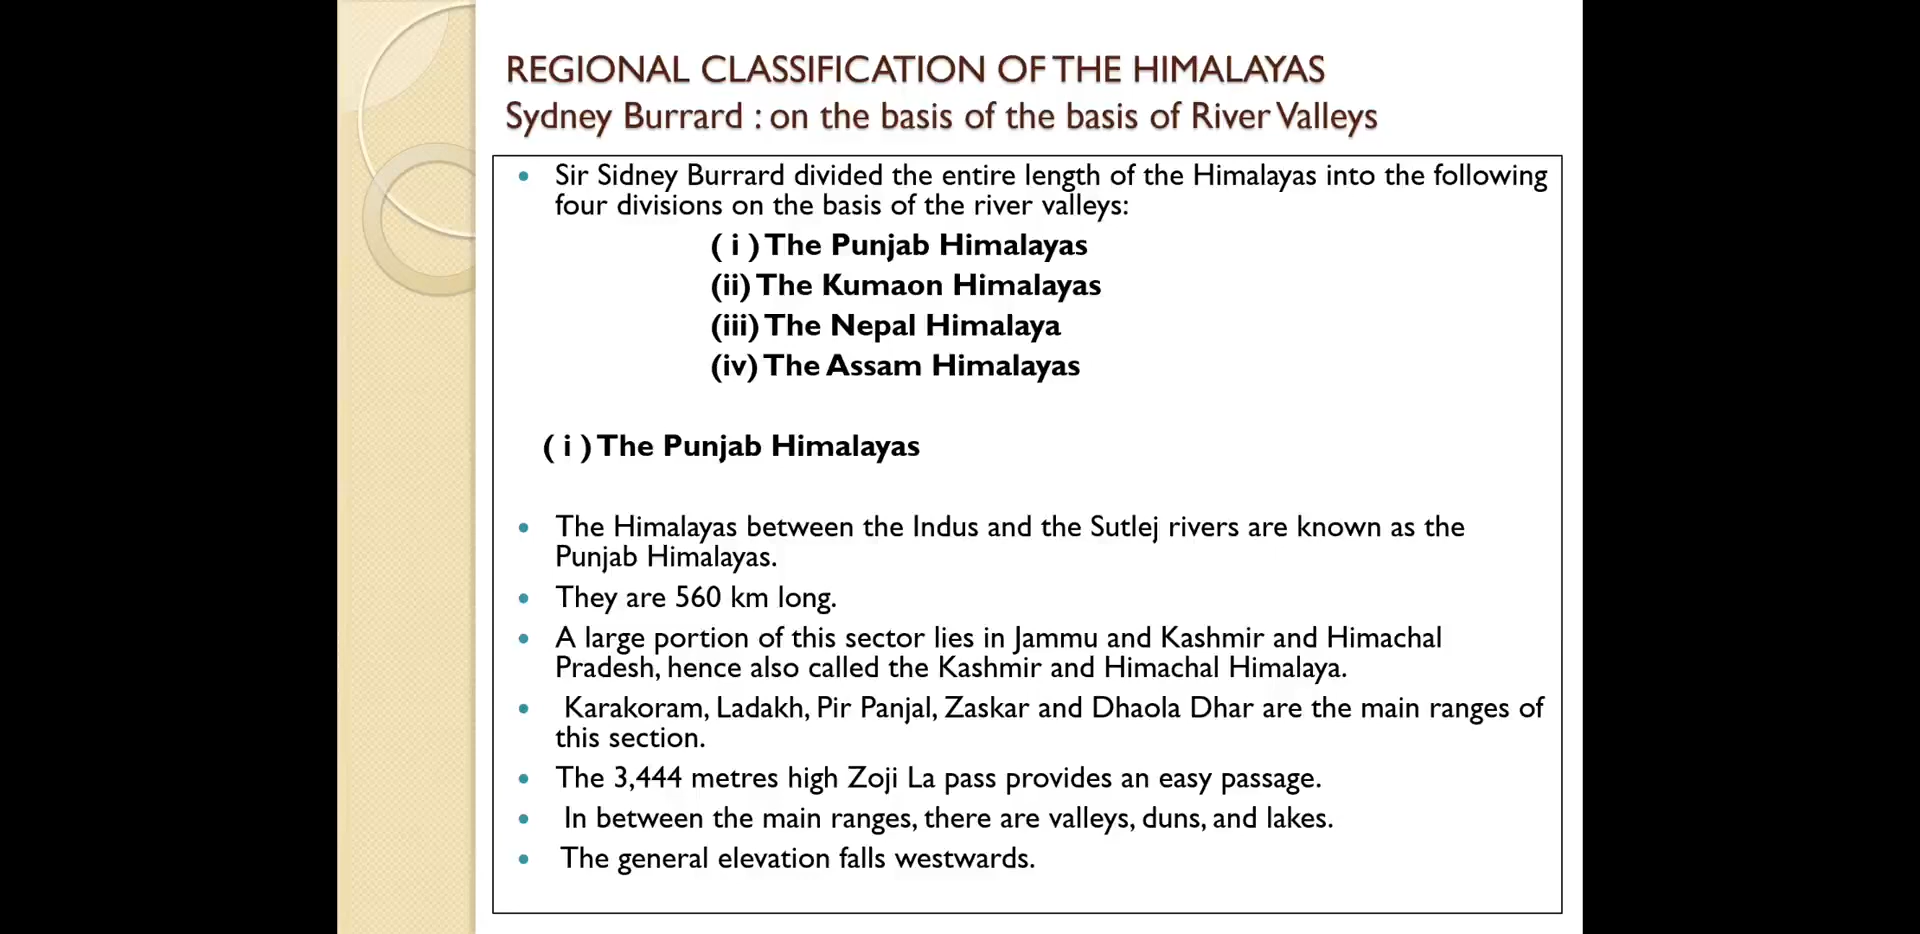 REGIONAL CLASSIFICATION OF THE HIMALAYAS
Sydney Burrard : on the basis of the basis of River Valleys
• Sir Sidney Burrard divided the entire length of the Himalayas into the following
four divisions on the basis of the river valleys:
( i ) The Punjab Himalayas
(ii) The Kumaon Himalayas
(iii) The Nepal Himalaya
(iv) The Assam Himalayas
( i ) The Punjab Himalayas
• The Himalayas between the Indus and the Sutlej rivers are known as the
Punjab Himalayas.
• They are 560 km long.
• A large portion of this sector lies in Jammu and Kashmir and Himachal
Pradesh, hence also called the Kashmir and Himachal Himalaya.
• Karakoram, Ladakh, Pir Panjal, Zaskar and Dhaola Dhar are the main ranges of
this section.
• The 3,444 metres high Zoji La pass provides an easy passage.
• In between the main ranges, there are valleys, duns, and lakes.
• The general elevation falls westwards.